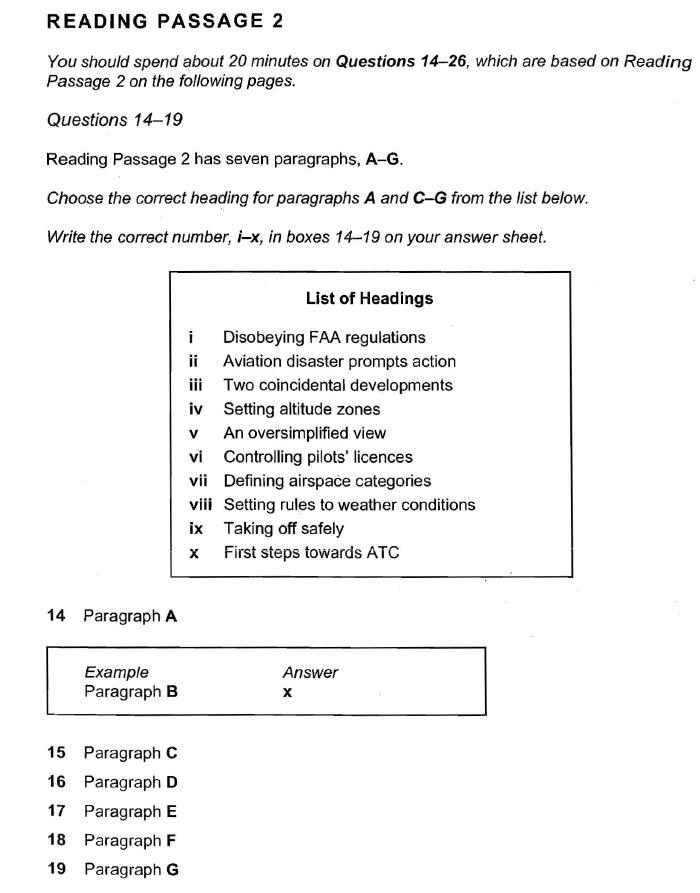 READING PASSAGE 2
You should spend about 20 minutes on Questions 14–26, which are based on Reading
Passage 2 on the following pages.
Questions 14–19
Reading Passage 2 has seven paragraphs, A–G.
Choose the correct heading for paragraphs A and C–G from the list below.
Write the correct number, i–x, in boxes 14–19 on your answer sheet.
List of Headings
i Disobeying FAA regulations
ii Aviation disaster prompts action
iii Two coincidental developments
iv Setting altitude zones
v An oversimplified view
vi Controlling pilots' licences
vii Defining airspace categories
viii Setting rules to weather conditions
ix Taking off safely
x First steps towards ATC
14 Paragraph A
Example Answer
Paragraph B x
15 Paragraph C
16 Paragraph D
17 Paragraph E
18 Paragraph F
19 Paragraph G